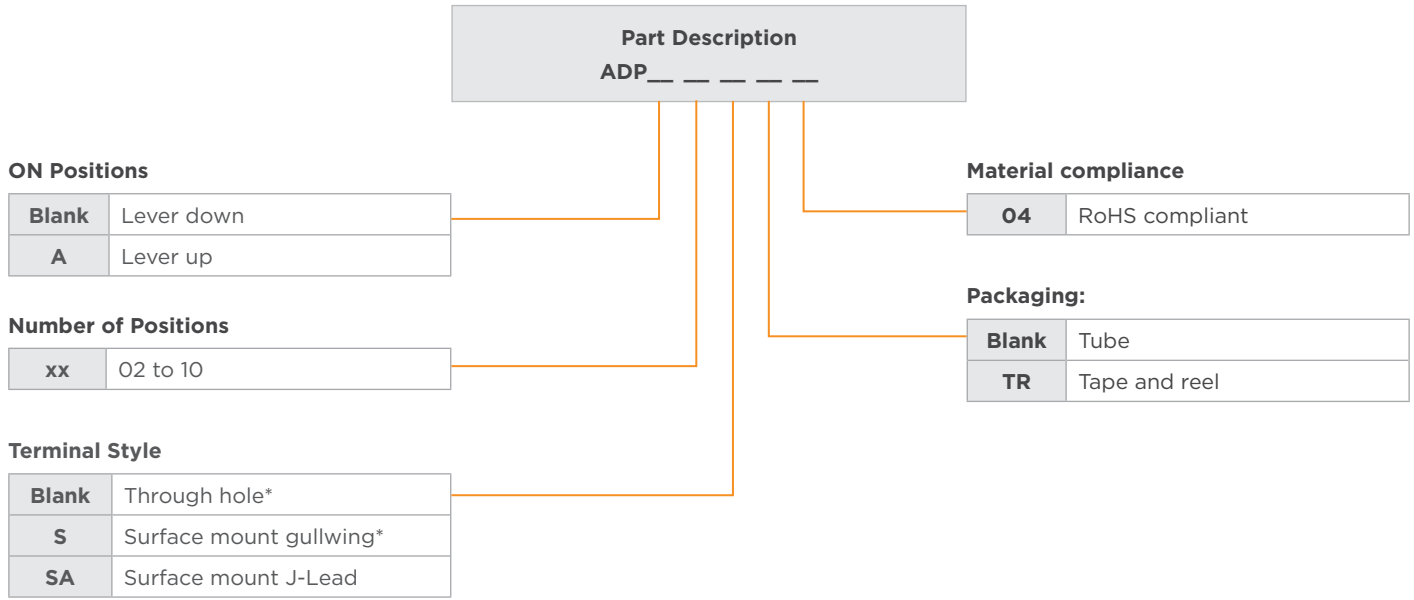 Part Description
ADP__ __ __ __ __
ON Positions
Blank Lever down
A Lever up
Number of Positions
xx 02 to 10
Terminal Style
Blank Through hole*
S Surface mount gullwing*
SA Surface mount J-Lead
Material compliance
04 RoHS compliant
Packaging:
Blank Tube
TR Tape and reel